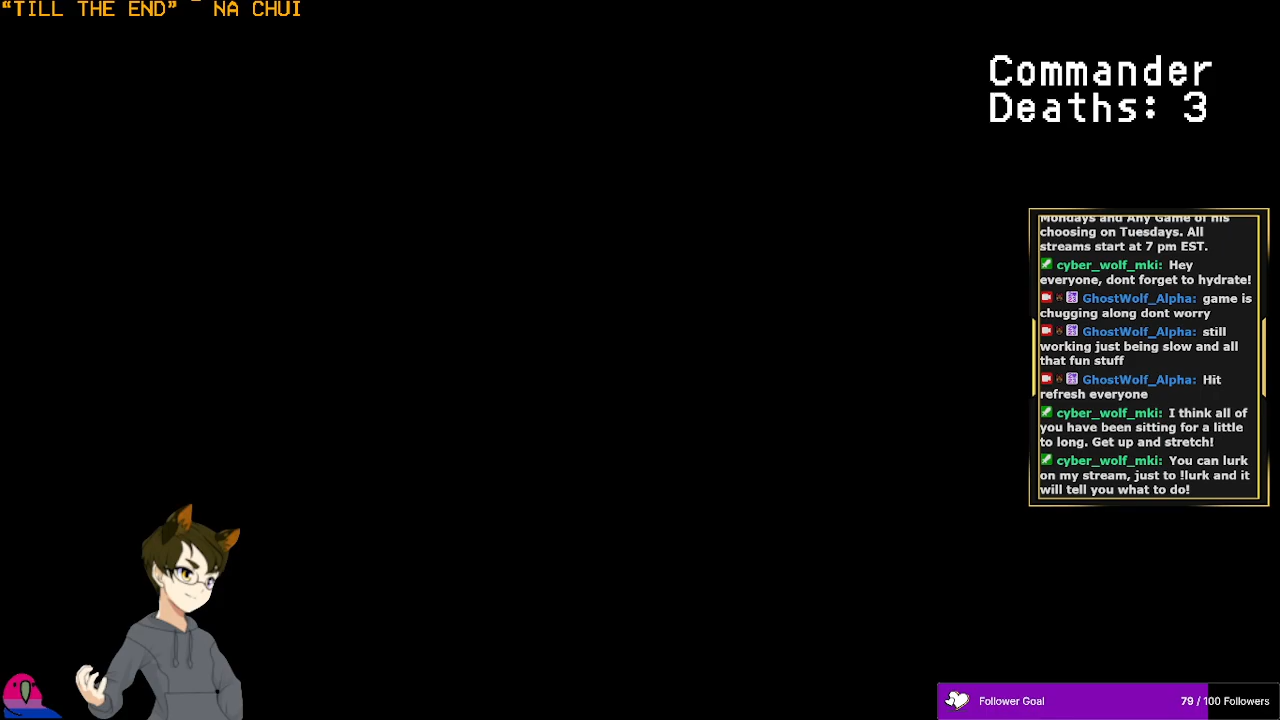 “TILL THE END” ~ NA CHUI
Commander
Deaths: 3
Mondays and Any Game of his
choosing on Tuesdays. All
streams start at 7 pm EST.
cyber_wolf_mki: Hey
everyone, dont forget to hydrate!
GhostWolf_Alpha: game is
chugging along dont worry
GhostWolf_Alpha: still
working just being slow and all
that fun stuff
GhostWolf_Alpha: Hit
refresh everyone
cyber_wolf_mki: I think all of
you have been sitting for a little
to long. Get up and stretch!
cyber_wolf_mki: You can lurk
on my stream, just to !lurk and it
will tell you what to do!
Follower Goal 79 / 100 Followers